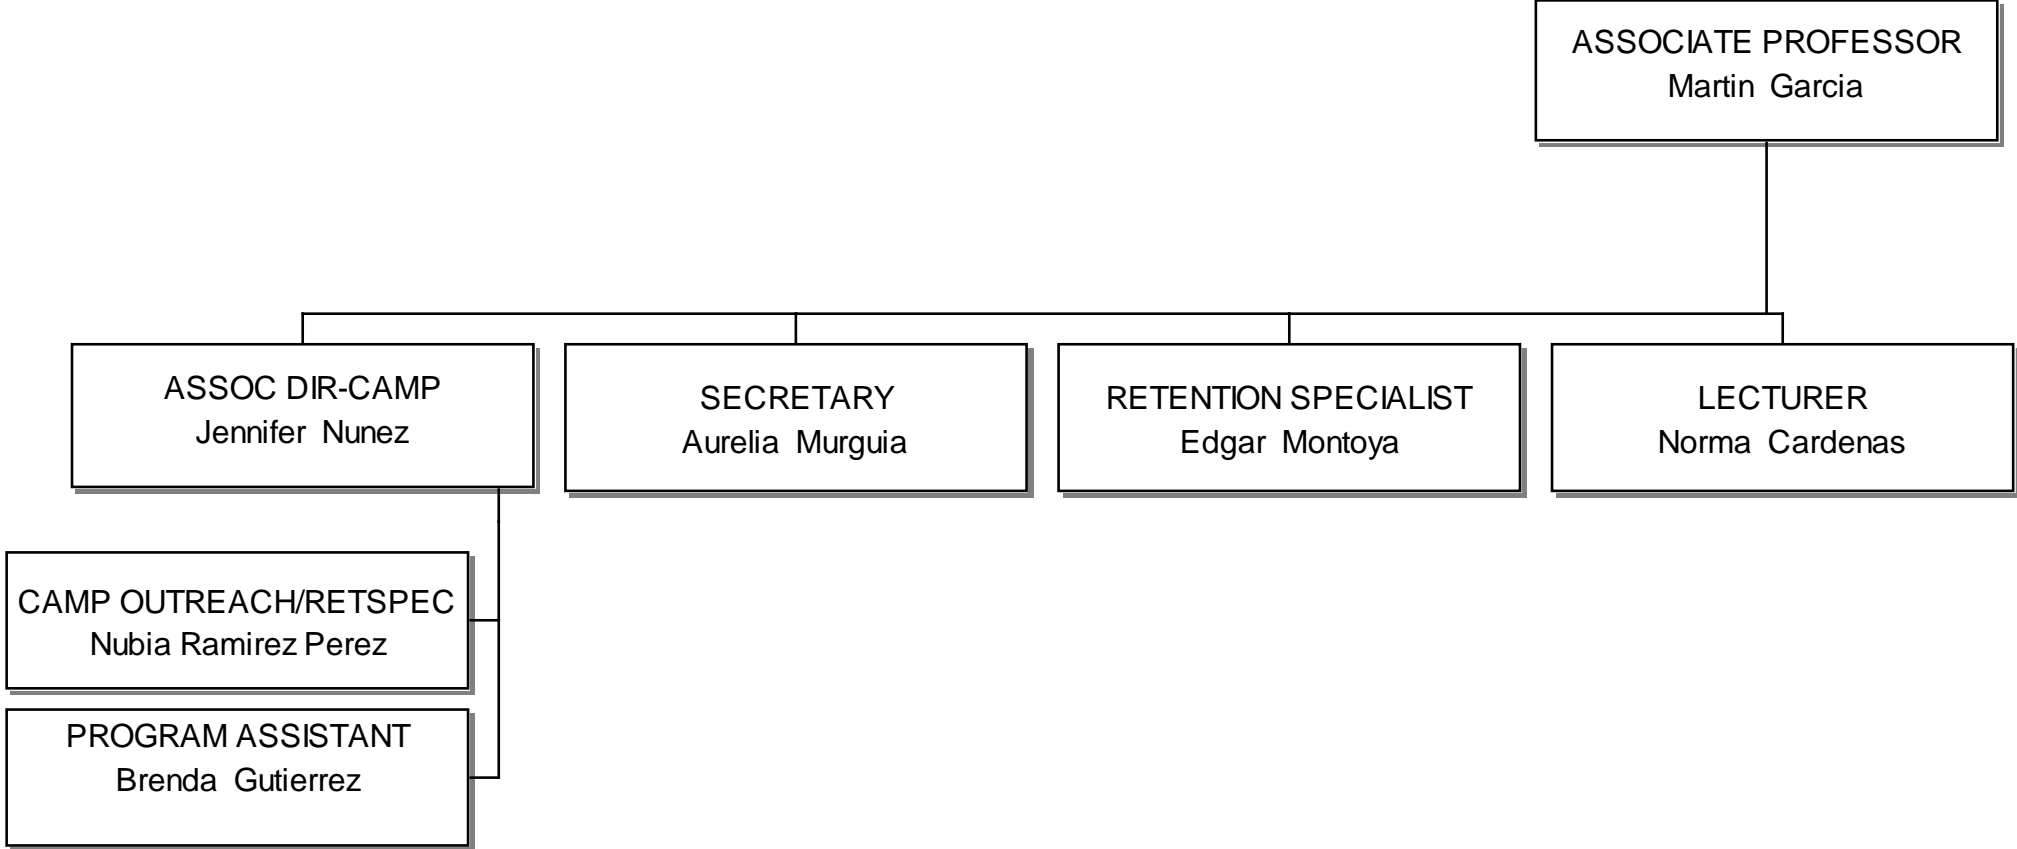 ASSOCIATE PROFESSOR
Martin Garcia
ASSOC DIR-CAMP
Jennifer Nunez
SECRETARY
Aurelia Murguia
RETENTION SPECIALIST
Edgar Montoya
LECTURER
Norma Cardenas
CAMP OUTREACH/RETSPEC
Nubia Ramirez Perez
PROGRAM ASSISTANT
Brenda Gutierrez